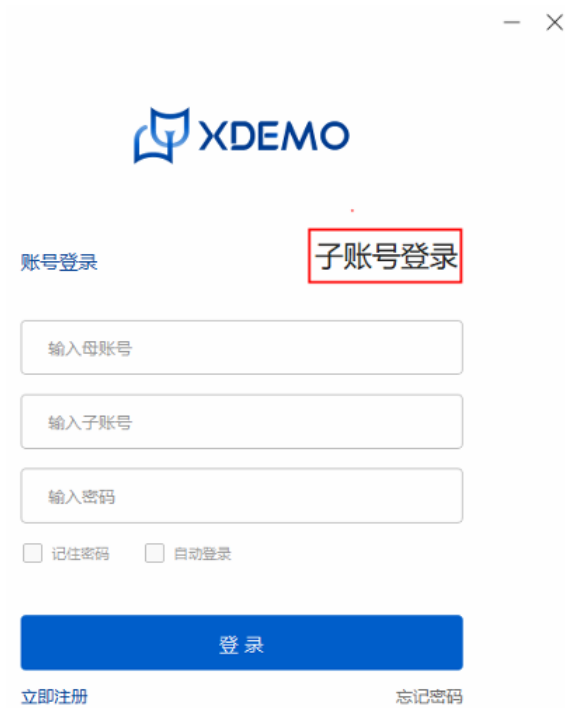 XDEMO
账号登录
子账号登录
输入母账号
输入子账号
输入密码
记住密码
自动登录
登录
立即注册
忘记密码